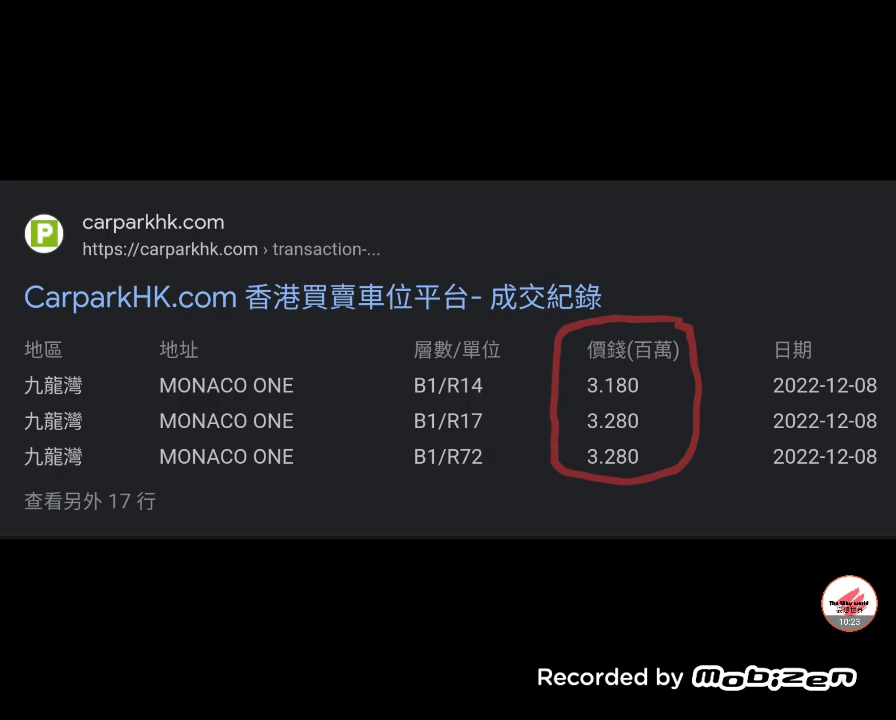 P
carparkhk.com
https://carparkhk.com › transaction-...
CarparkHK.com 香港買賣車位平台- 成交紀錄
地區 地址 層數/單位 價錢(百萬) 日期
九龍灣 MONACO ONE B1/R14 3.180 2022-12-08
九龍灣 MONACO ONE B1/R17 3.280 2022-12-08
九龍灣 MONACO ONE B1/R72 3.280 2022-12-08
查看另外 17 行
10:23
Recorded by mobizen